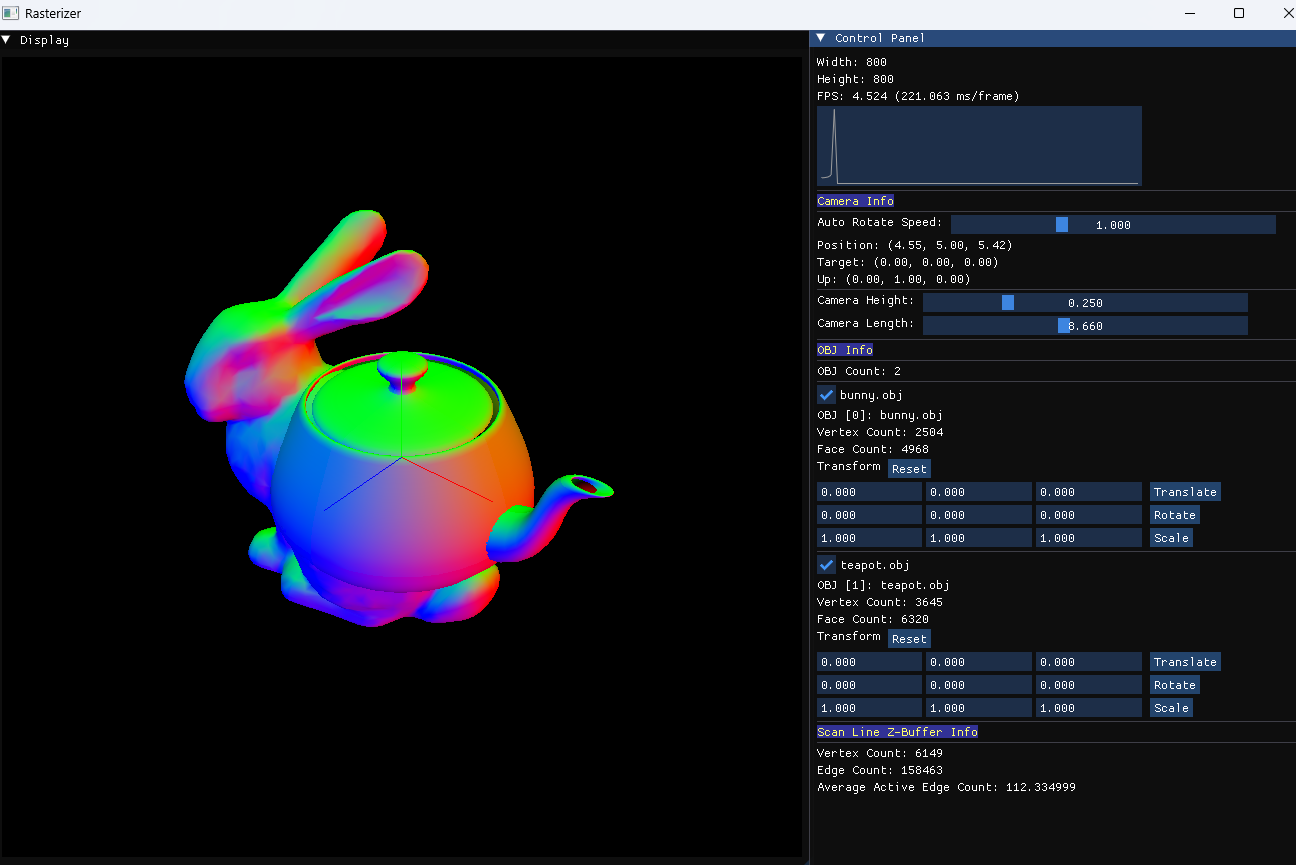 Rasterizer
Display
Control Panel
Width: 800
Height: 800
FPS: 4.524 (221.063 ms/frame)
Camera Info
Auto Rotate Speed: 1.000
Position: (4.55, 5.00, 5.42)
Target: (0.00, 0.00, 0.00)
Up: (0.00, 1.00, 0.00)
Camera Height: 0.250
Camera Length: 8.660
OBJ Info
OBJ Count: 2
bunny.obj
OBJ [0]: bunny.obj
Vertex Count: 2504
Face Count: 4968
Transform Reset
0.000 0.000 0.000 Translate
0.000 0.000 0.000 Rotate
1.000 1.000 1.000 Scale
teapot.obj
OBJ [1]: teapot.obj
Vertex Count: 3645
Face Count: 6320
Transform Reset
0.000 0.000 0.000 Translate
0.000 0.000 0.000 Rotate
1.000 1.000 1.000 Scale
Scan Line Z-Buffer Info
Vertex Count: 6149
Edge Count: 158463
Average Active Edge Count: 112.334999